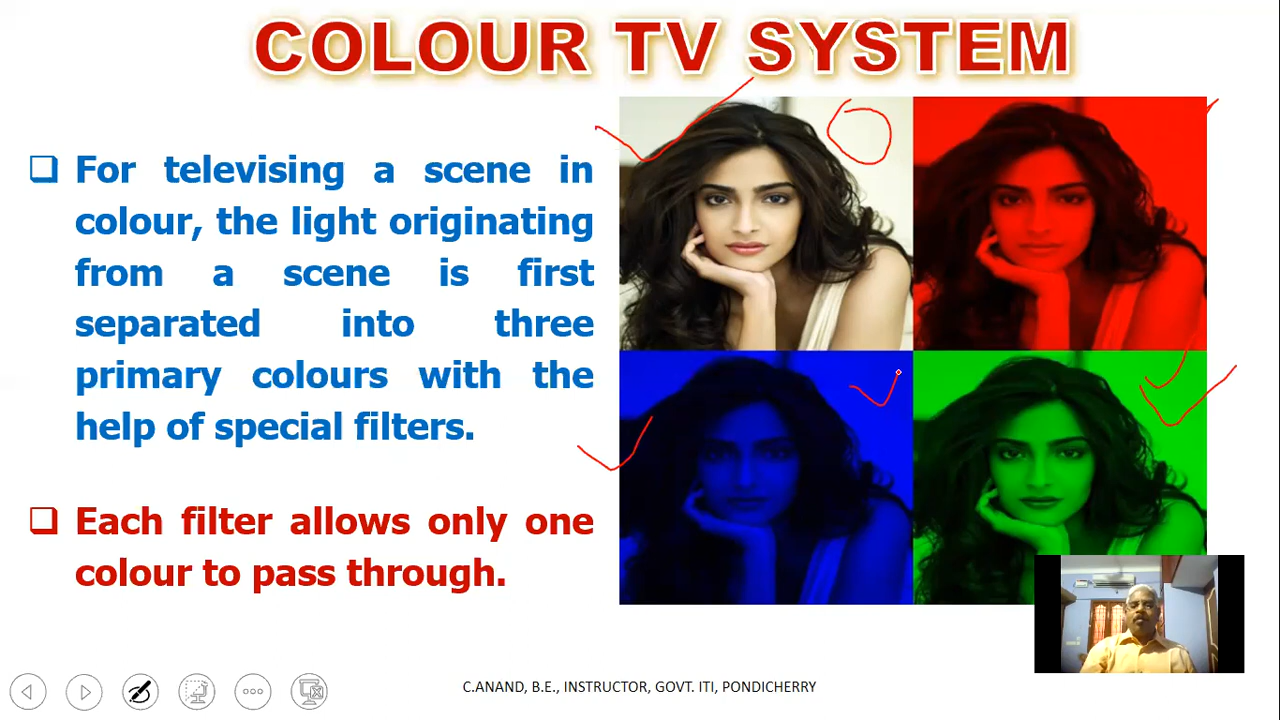 COLOUR TV SYSTEM
❑ For televising a scene in
colour, the light originating
from a scene is first
separated into three
primary colours with the
help of special filters.
❑ Each filter allows only one
colour to pass through.
C.ANAND, B.E., INSTRUCTOR, GOVT. ITI, PONDICHERRY